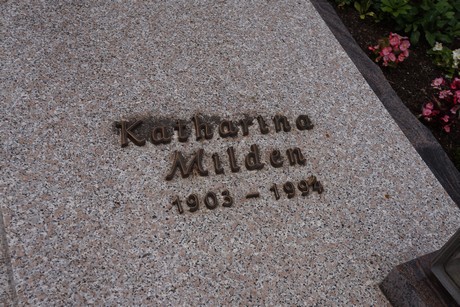 Katharina
Milden
1903 - 1994